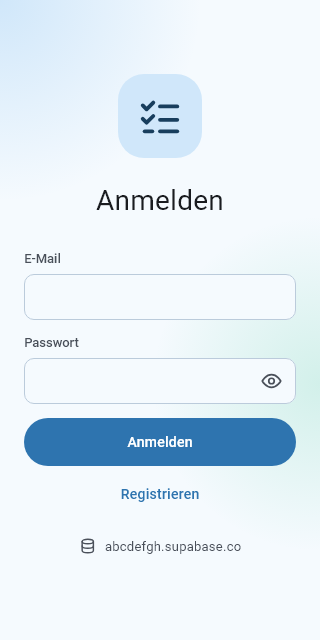 Anmelden
E-Mail
Passwort
Anmelden
Registrieren
abcdefgh.supabase.co